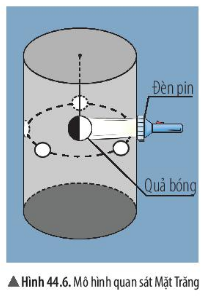 Đèn pin
Quả bóng
▲ Hình 44.6. Mô hình quan sát Mặt Trăng